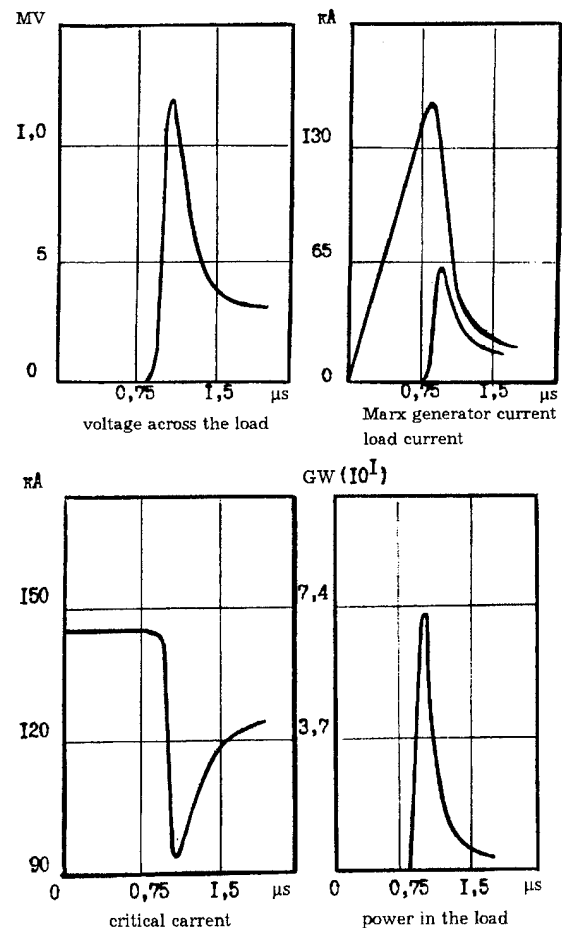 MV
I,0
5
0
0,75 I,5 μs
voltage across the load
кА
I30
65
0
0,75 I,5 μs
Marx generator current
load current
кА
I50
I20
90
0 0,75 I,5 μs
critical carrent
GW (I0^I)
7,4
3,7
0 0,75 I,5 μs
power in the load